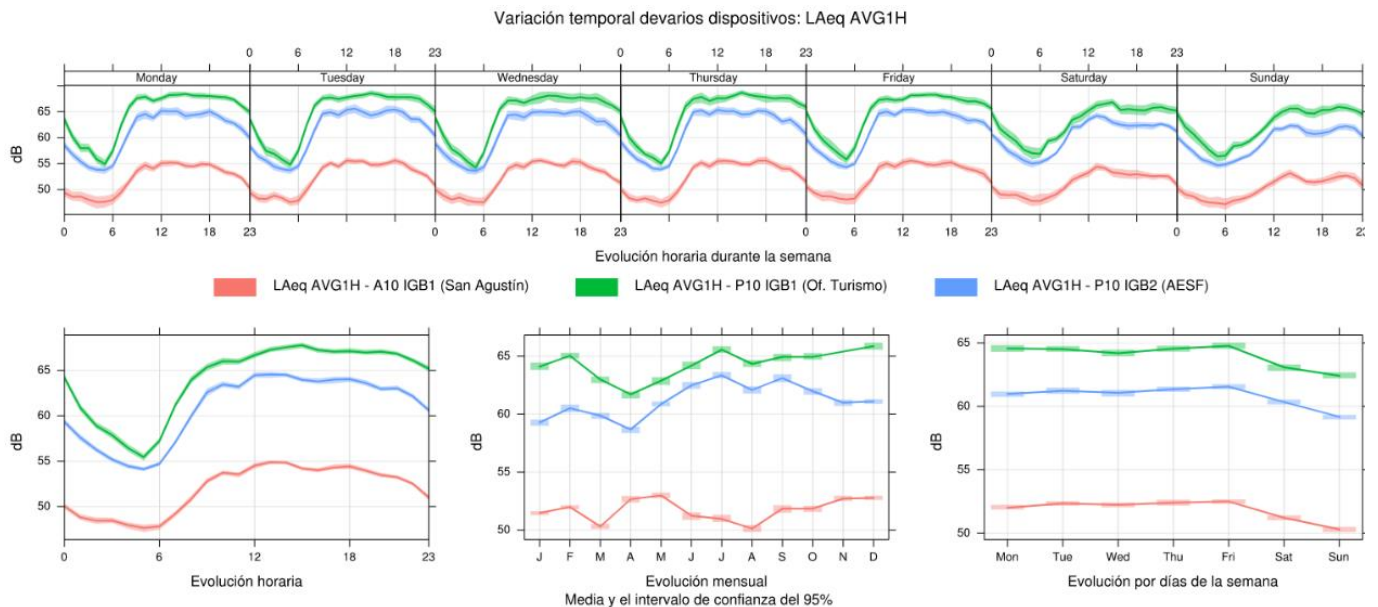 Variación temporal devarios dispositivos: LAeq AVG1H
0 6 12 18 23 0 6 12 18 23 0 6 12 18 23
Monday Tuesday Wednesday Thursday Friday Saturday Sunday
65
60
55
50
dB
0 6 12 18 23 0 6 12 18 23 0 6 12 18 23 0 6 12 18 23
Evolución horaria durante la semana
LAeq AVG1H - A10 IGB1 (San Agustín) LAeq AVG1H - P10 IGB1 (Of. Turismo) LAeq AVG1H - P10 IGB2 (AESF)
65
60
55
50
dB
0 6 12 18 23
Evolución horaria
65
60
55
50
dB
J F M A M J J A S O N D
Evolución mensual
65
60
55
50
dB
Mon Tue Wed Thu Fri Sat Sun
Evolución por días de la semana
Media y el intervalo de confianza del 95%